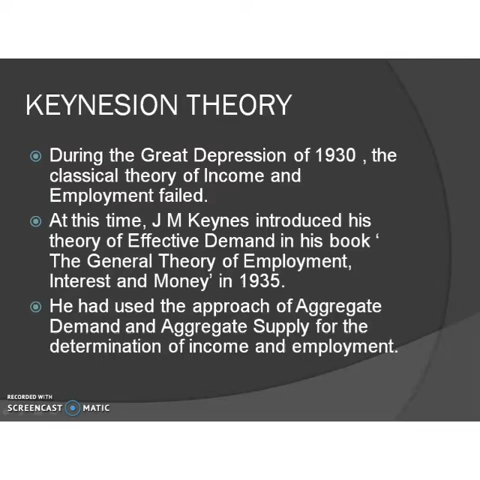 KEYNESION THEORY
During the Great Depression of 1930 , the
classical theory of Income and
Employment failed.
At this time, J M Keynes introduced his
theory of Effective Demand in his book ‘
The General Theory of Employment,
Interest and Money’ in 1935.
He had used the approach of Aggregate
Demand and Aggregate Supply for the
determination of income and employment.
RECORDED WITH
SCREENCAST MATIC